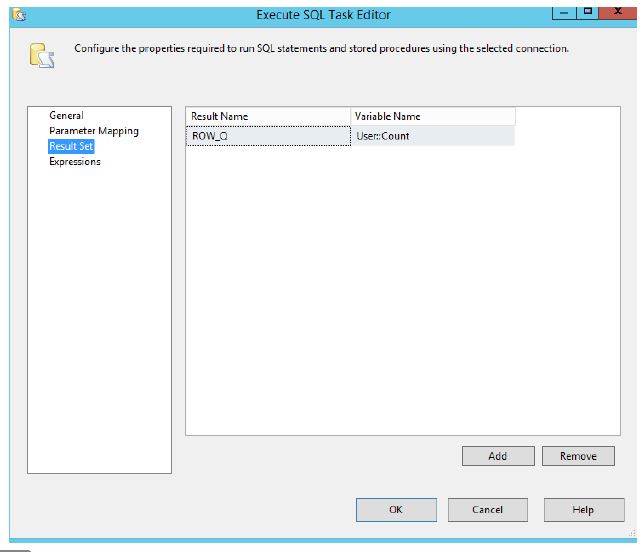 Execute SQL Task Editor
Configure the properties required to run SQL statements and stored procedures using the selected connection.
General
Parameter Mapping
Result Set
Expressions
Result Name Variable Name
ROW_Q User::Count
Add Remove
OK Cancel Help